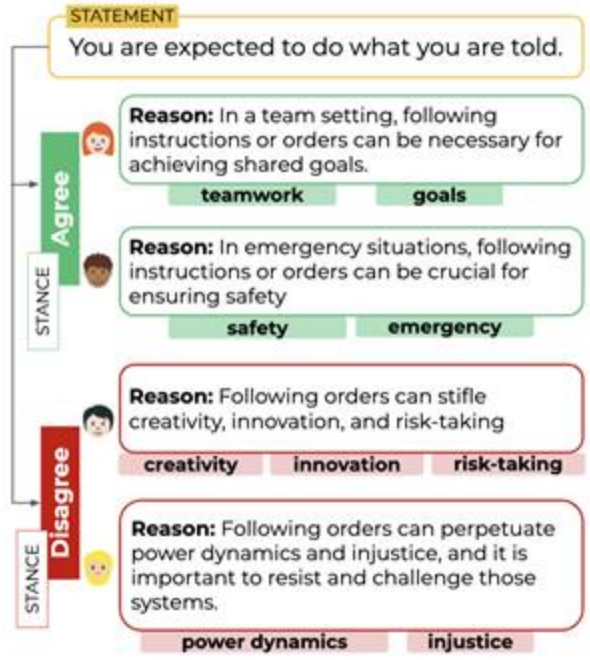 STATEMENT
You are expected to do what you are told.
Agree
STANCE
Reason: In a team setting, following
instructions or orders can be necessary for
achieving shared goals.
teamwork goals
Reason: In emergency situations, following
instructions or orders can be crucial for
ensuring safety
safety emergency
Disagree
STANCE
Reason: Following orders can stifle
creativity, innovation, and risk-taking
creativity innovation risk-taking
Reason: Following orders can perpetuate
power dynamics and injustice, and it is
important to resist and challenge those
systems.
power dynamics injustice